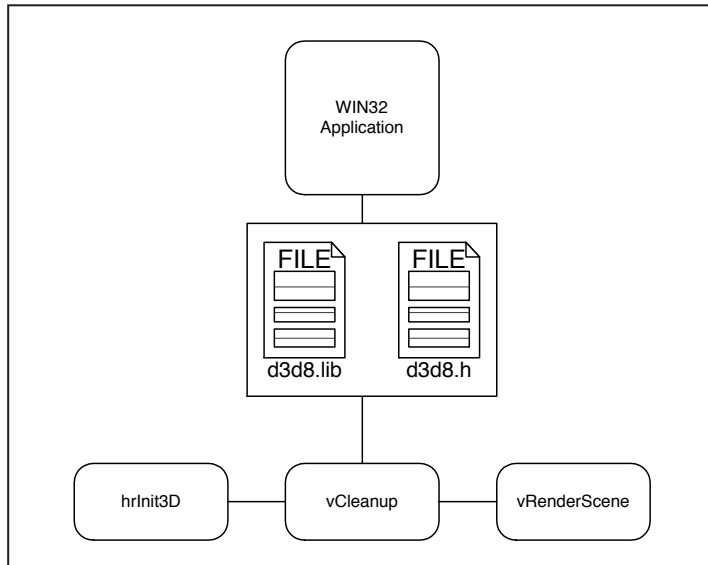 WIN32
Application
FILE
FILE
d3d8.lib
d3d8.h
hrInit3D
vCleanup
vRenderScene